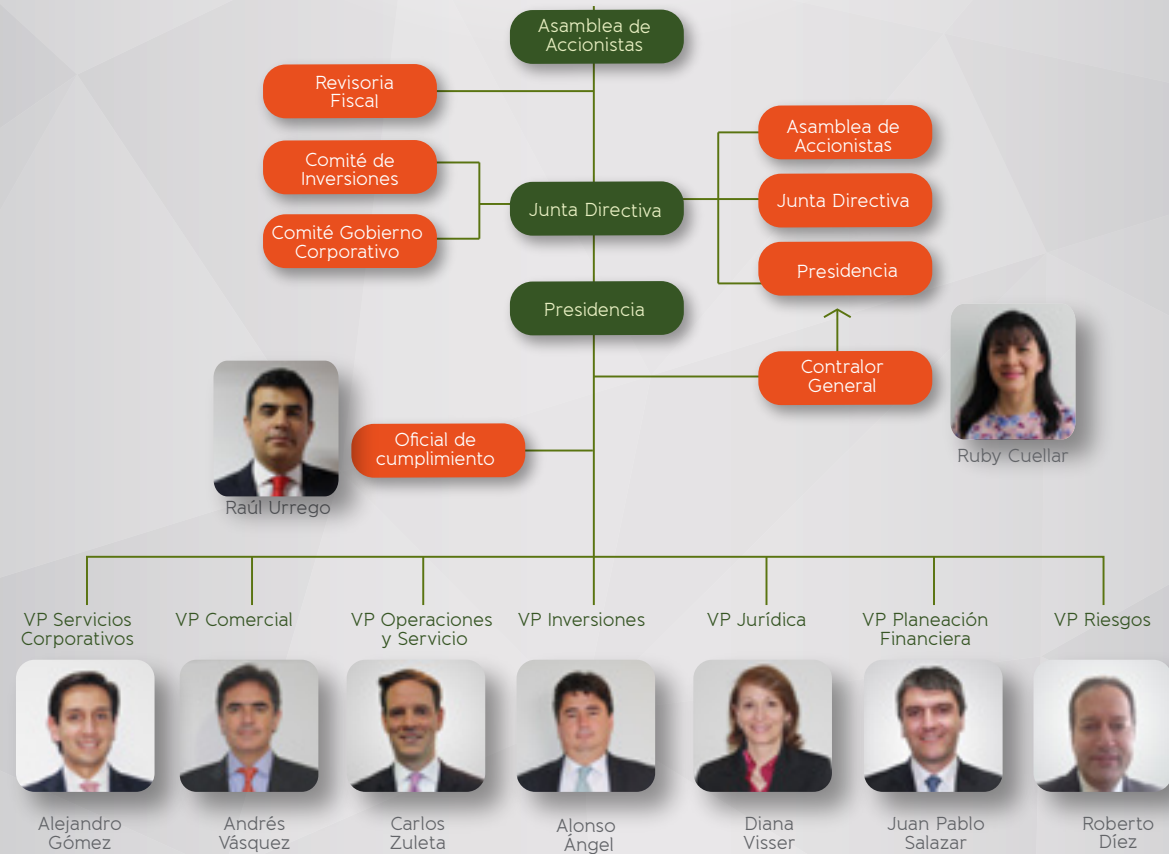 Asamblea de
Accionistas
Revisoria
Fiscal
Asamblea de
Accionistas
Comité de
Inversiones
Junta Directiva
Junta Directiva
Comité Gobierno
Corporativo
Presidencia
Presidencia
Contralor
General
Ruby Cuellar
Oficial de
cumplimiento
Raúl Urrego
VP Servicios
Corporativos
VP Comercial
VP Operaciones
y Servicio
VP Inversiones
VP Jurídica
VP Planeación
Financiera
VP Riesgos
Alejandro
Gómez
Andrés
Vásquez
Carlos
Zuleta
Alonso
Ángel
Diana
Visser
Juan Pablo
Salazar
Roberto
Díez